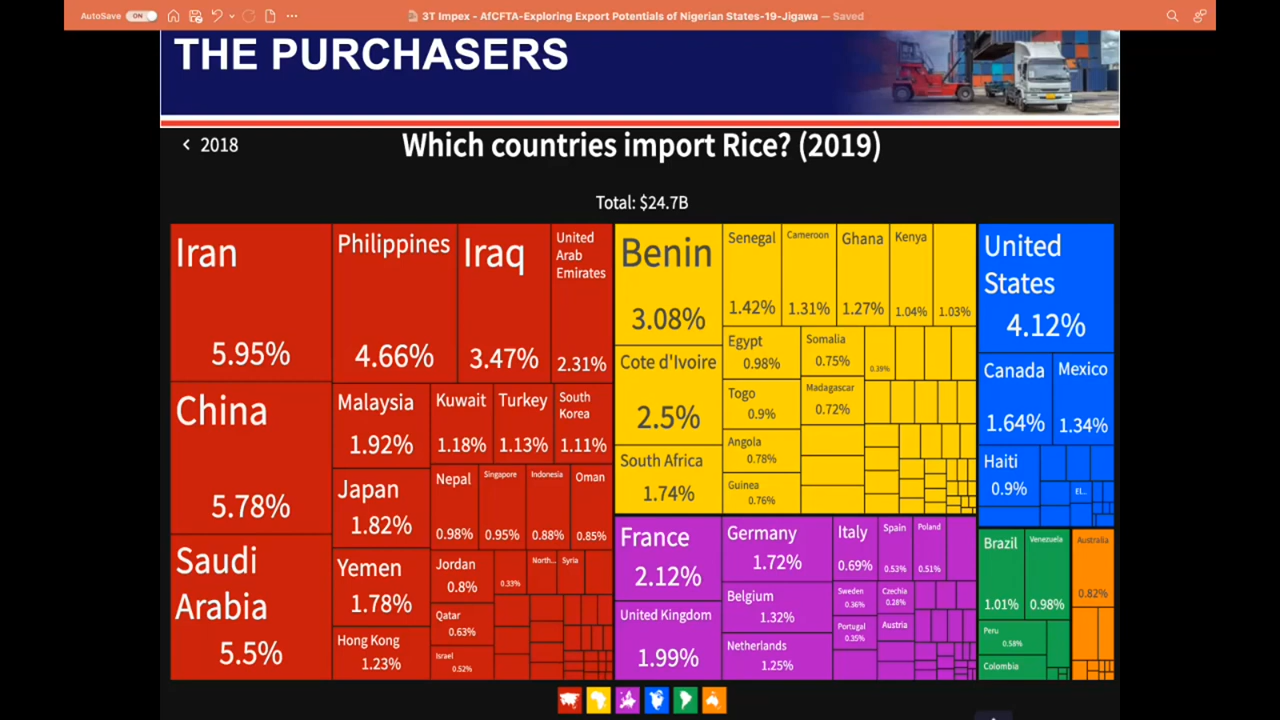 AutoSave ON
3T Impex - AfCFTA-Exploring Export Potentials of Nigerian States-19-Jigawa — Saved
THE PURCHASERS
< 2018
Which countries import Rice? (2019)
Total: $24.7B
Iran
5.95%
China
5.78%
Saudi
Arabia
5.5%
Philippines
4.66%
Iraq
3.47%
United
Arab
Emirates
2.31%
Malaysia
1.92%
Japan
1.82%
Yemen
1.78%
Hong Kong
1.23%
Kuwait
1.18%
Turkey
1.13%
South
Korea
1.11%
Nepal
0.98%
Singapore
0.95%
Indonesia
0.88%
Oman
0.85%
Jordan
0.8%
0.33%
North...
Syria
Qatar
0.63%
Israel
0.52%
Benin
3.08%
Cote d'Ivoire
2.5%
South Africa
1.74%
Senegal
1.42%
Cameroon
1.31%
Ghana
1.27%
Kenya
1.04%
1.03%
Egypt
0.98%
Somalia
0.75%
0.39%
Togo
0.9%
Madagascar
0.72%
Angola
0.78%
Guinea
0.76%
France
2.12%
United Kingdom
1.99%
Germany
1.72%
Belgium
1.32%
Netherlands
1.25%
Italy
0.69%
Spain
0.53%
Poland
0.51%
Sweden
0.36%
Czechia
0.28%
Portugal
0.35%
Austria
United
States
4.12%
Canada
1.64%
Mexico
1.34%
Haiti
0.9%
El...
Brazil
1.01%
Venezuela
0.98%
Peru
0.58%
Colombia
Australia
0.82%